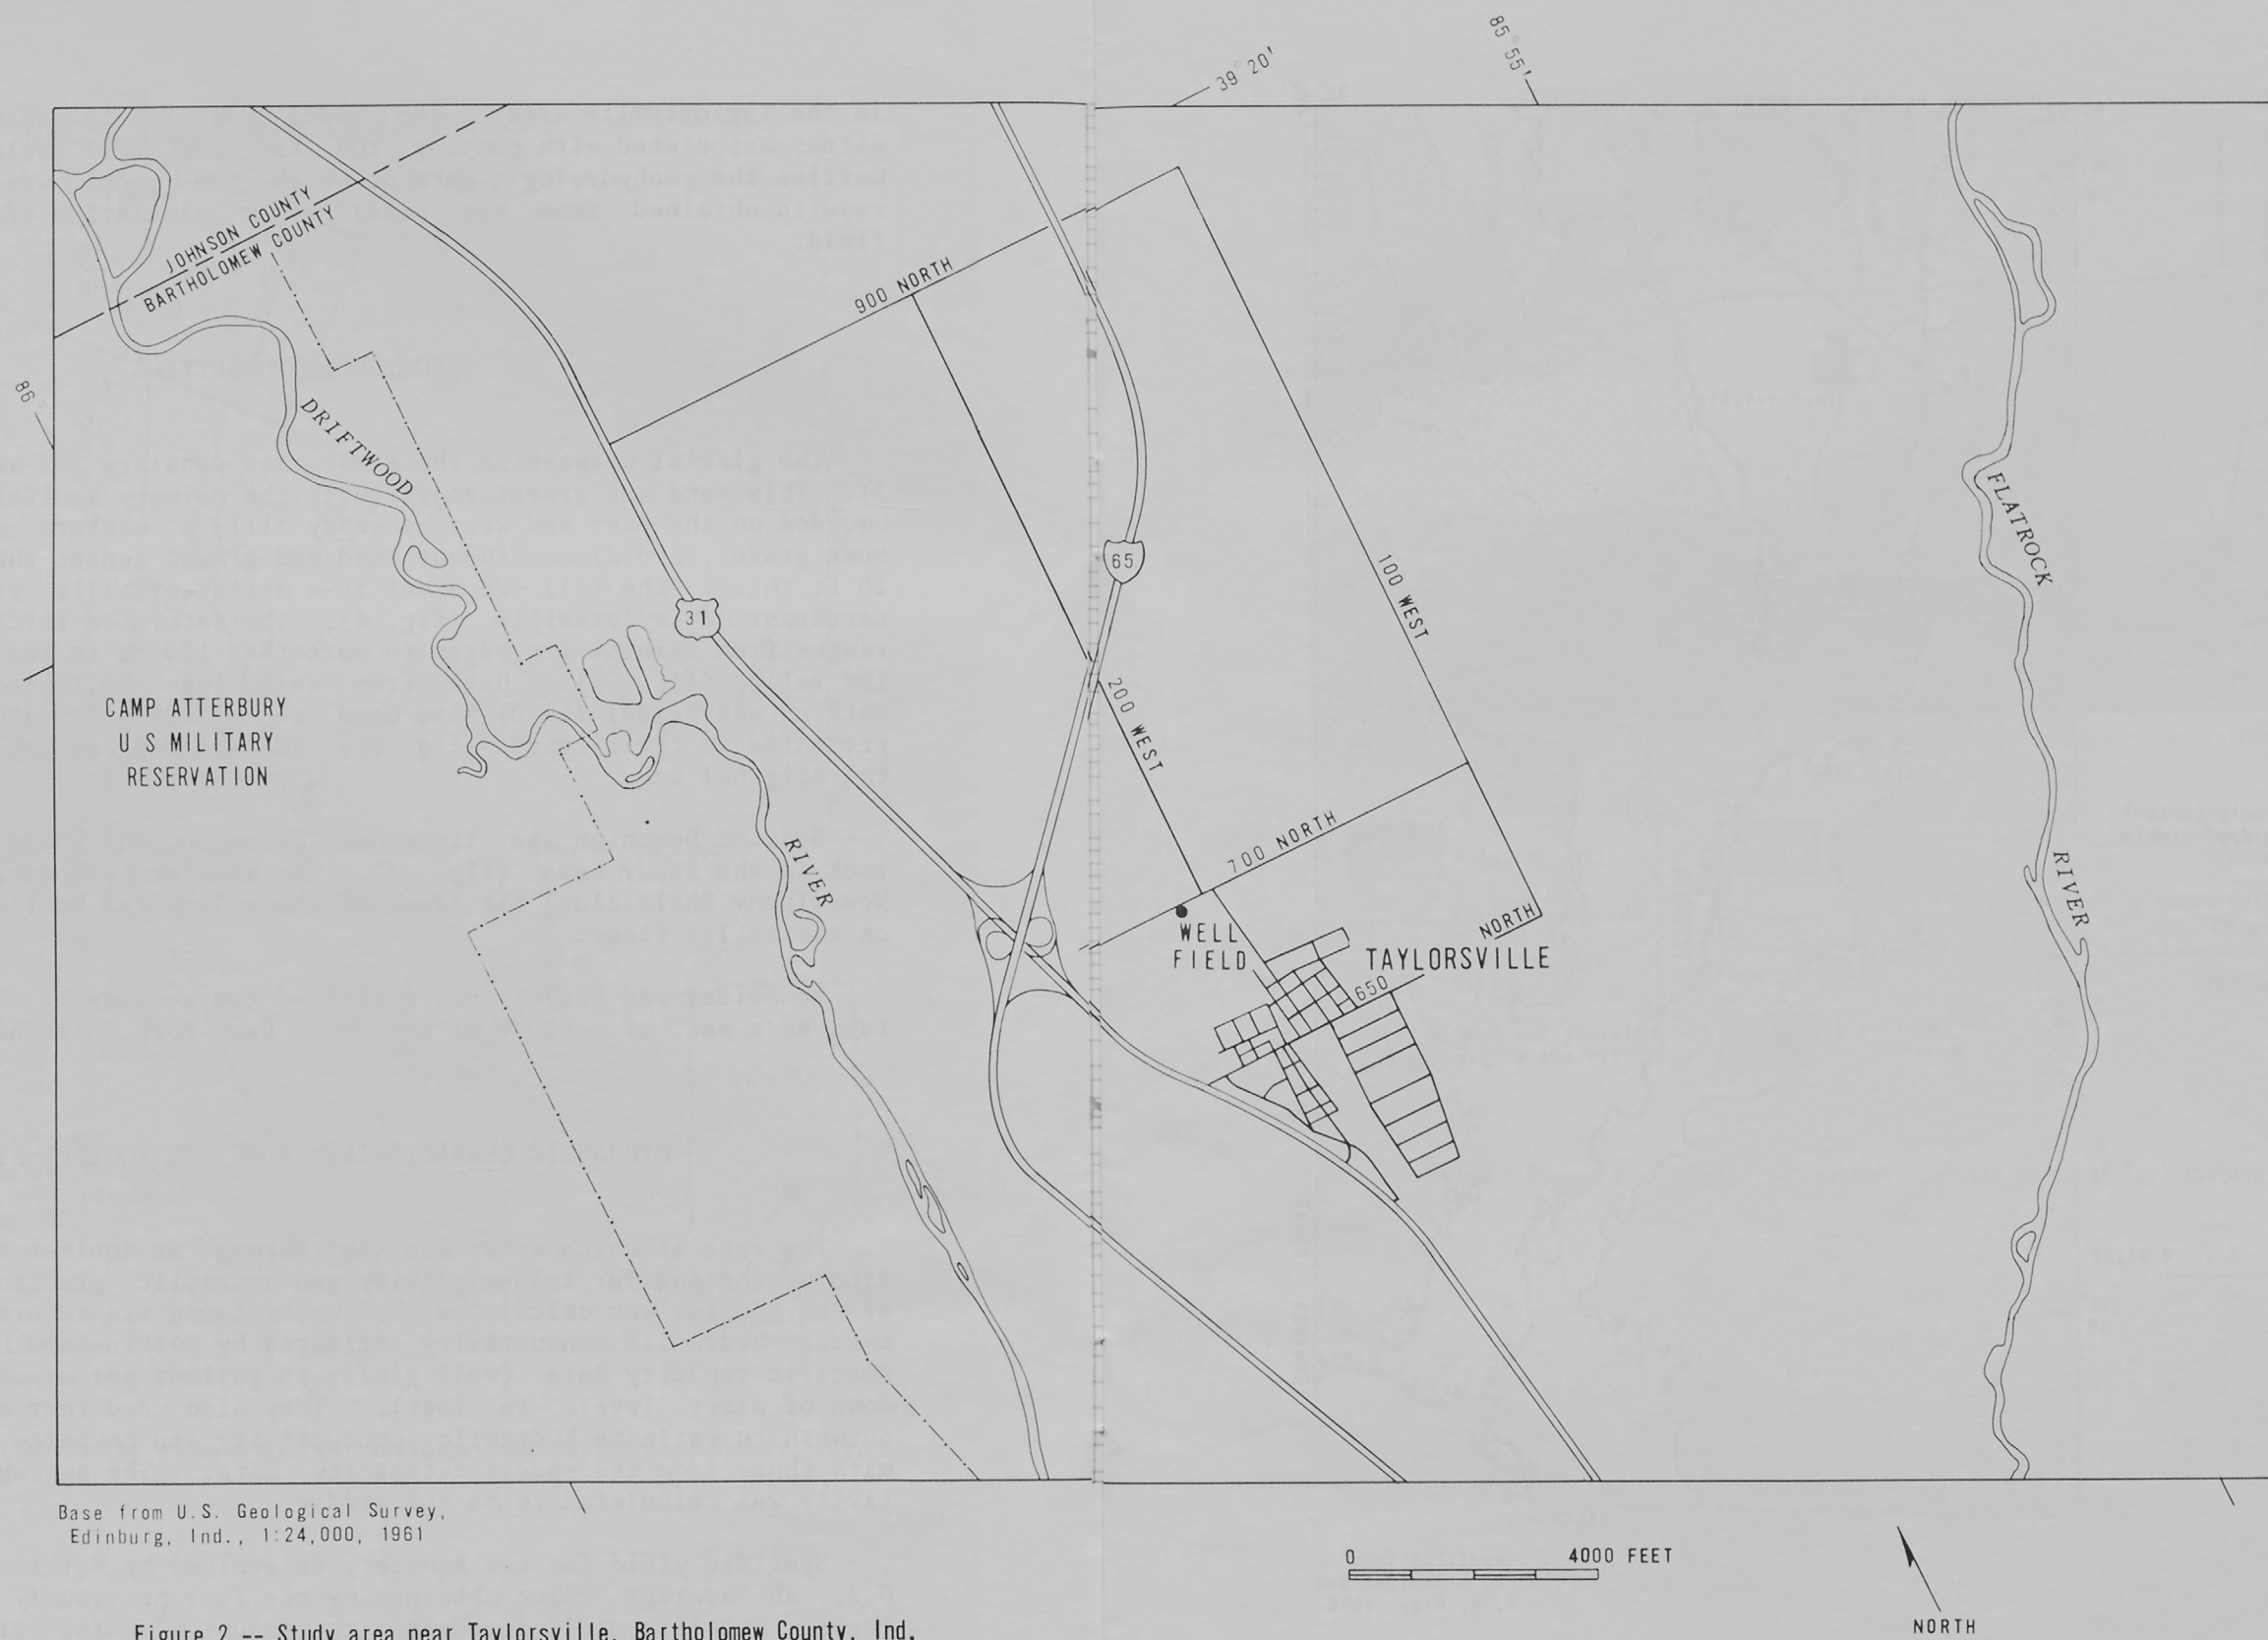 39°20'
85°55'
JOHNSON COUNTY
BARTHOLOMEW COUNTY
900 NORTH
86°
DRIFTWOOD
FLATROCK
65
100 WEST
31
CAMP ATTERBURY
U S MILITARY
RESERVATION
200 WEST
700 NORTH
RIVER
RIVER
WELL
FIELD
NORTH
TAYLORSVILLE
650
Base from U.S. Geological Survey,
Edinburg, Ind., 1:24,000, 1961
0 4000 FEET
NORTH
Figure 2 -- Study area near Taylorsville, Bartholomew County, Ind.